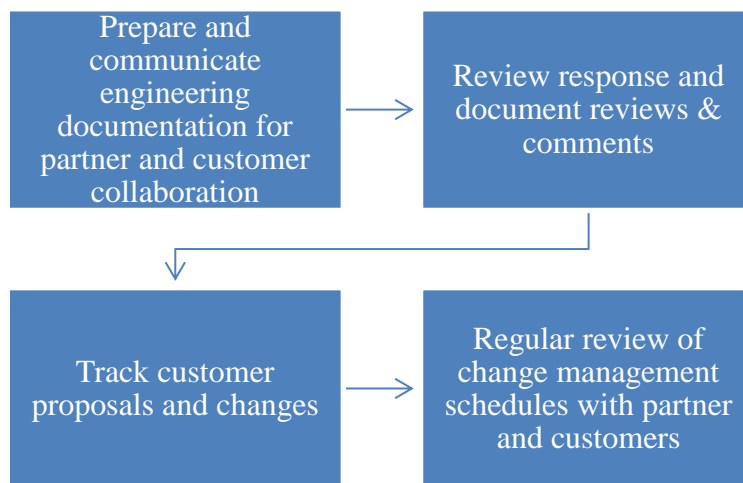 Prepare and
communicate
engineering
documentation for
partner and customer
collaboration
Review response and
document reviews &
comments
Track customer
proposals and changes
Regular review of
change management
schedules with partner
and customers